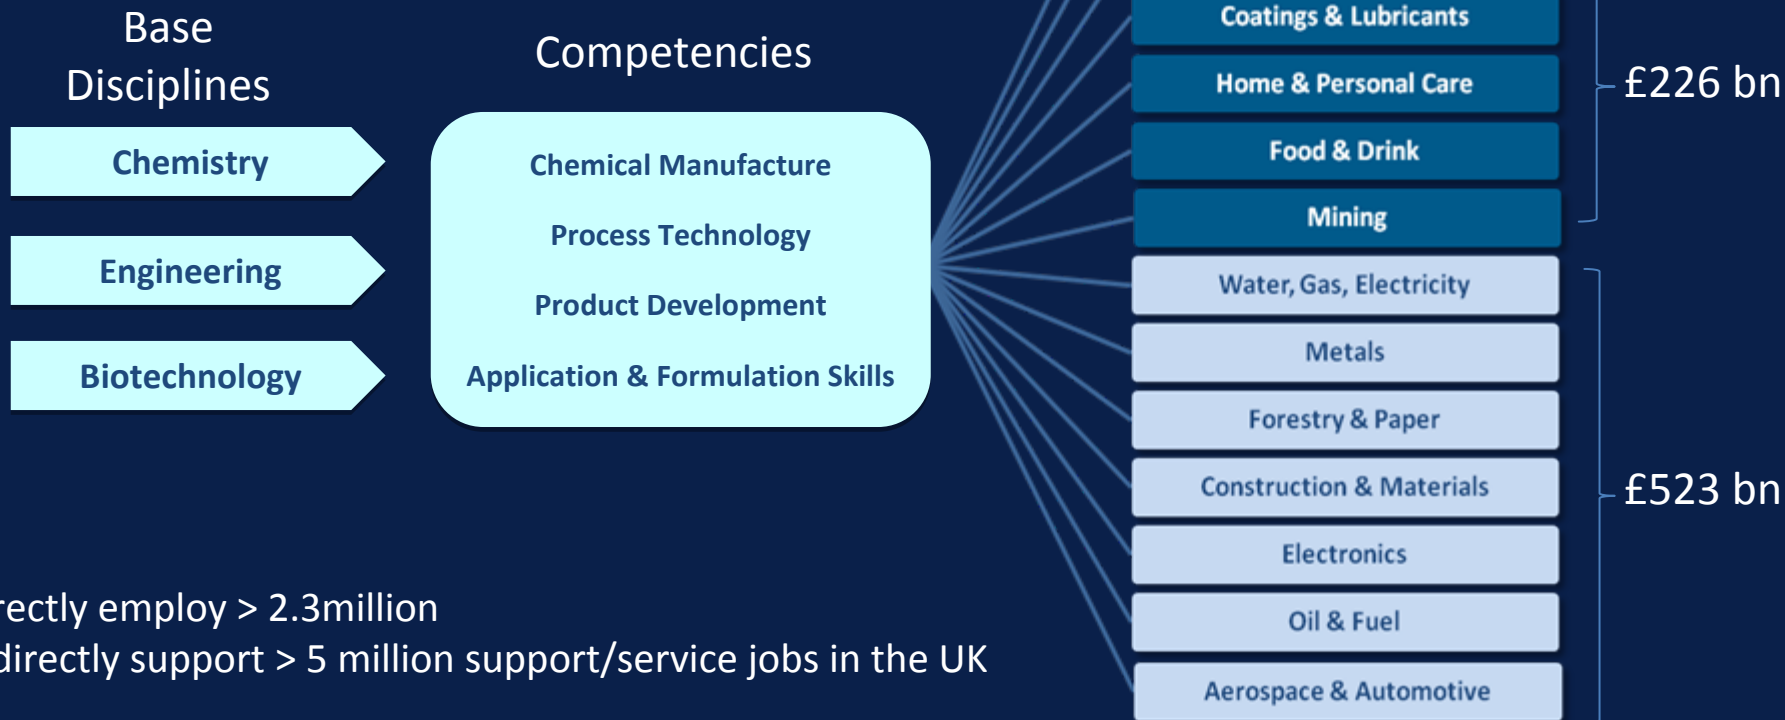 Base
Disciplines
Chemistry
Engineering
Biotechnology
Competencies
Chemical Manufacture
Process Technology
Product Development
Application & Formulation Skills
Coatings & Lubricants
Home & Personal Care
Food & Drink
Mining
£226 bn
Water, Gas, Electricity
Metals
Forestry & Paper
Construction & Materials
Electronics
Oil & Fuel
Aerospace & Automotive
£523 bn
rectly employ > 2.3million
directly support > 5 million support/service jobs in the UK